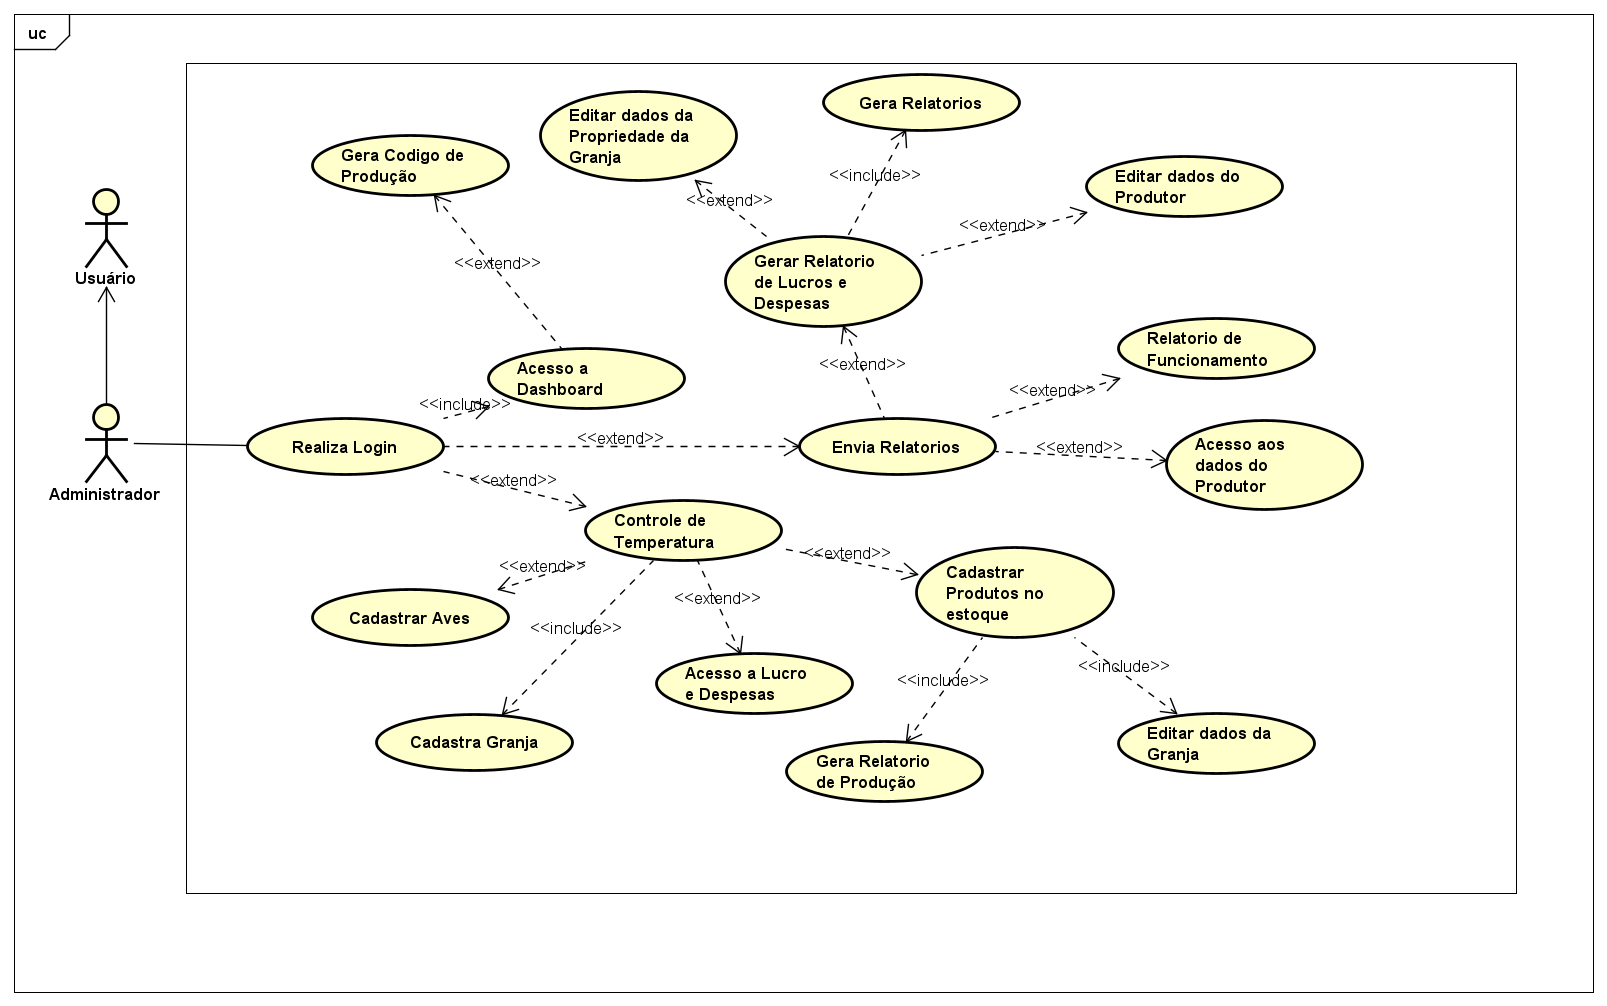 uc
Gera Relatorios
Editar dados da
Propriedade da
Granja
Gera Codigo de
Produção
<<include>>
Editar dados do
Produtor
<<extend>>
<<extend>>
Usuário
<<extend>>
Gerar Relatorio
de Lucros e
Despesas
Relatorio de
Funcionamento
Acesso a
Dashboard
<<extend>>
<<extend>>
<<include>>
Realiza Login
<<extend>>
Envia Relatorios
<<extend>>
Acesso aos
dados do
Produtor
Administrador
<<extend>>
Controle de
Temperatura
<<extend>>
<<extend>>
Cadastrar
Produtos no
estoque
Cadastrar Aves
<<extend>>
<<include>>
Acesso a Lucro
e Despesas
<<include>>
<<include>>
Cadastra Granja
Gera Relatorio
de Produção
Editar dados da
Granja